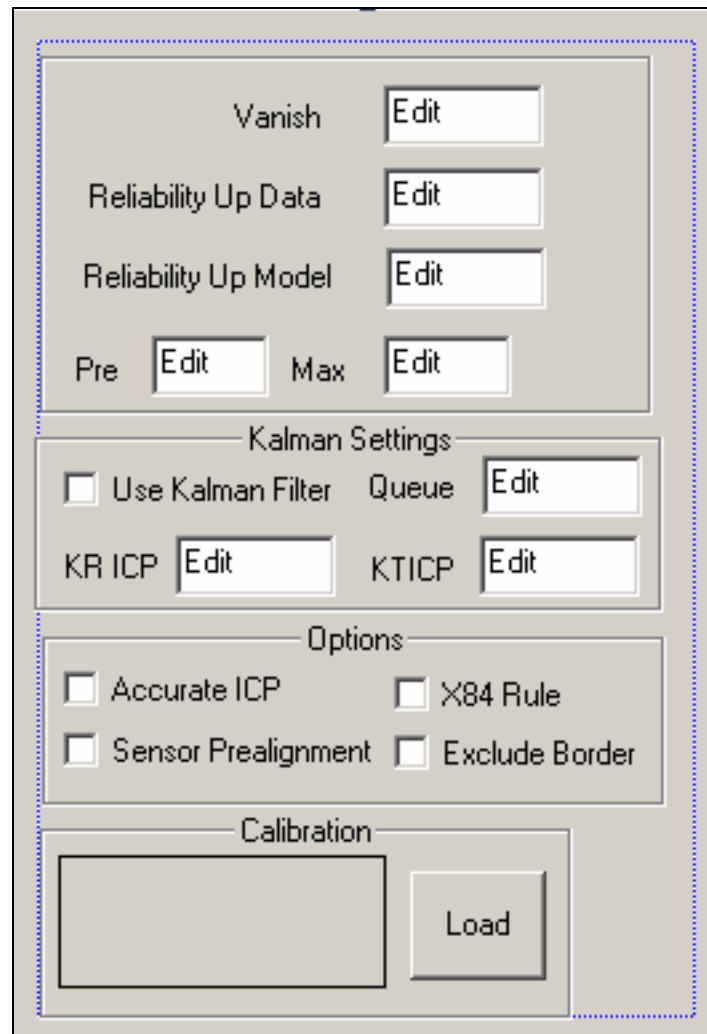 Vanish Edit
Reliability Up Data Edit
Reliability Up Model Edit
Pre Edit Max Edit
Kalman Settings
Use Kalman Filter Queue Edit
KR ICP Edit KTICP Edit
Options
Accurate ICP X84 Rule
Sensor Prealignment Exclude Border
Calibration
Load